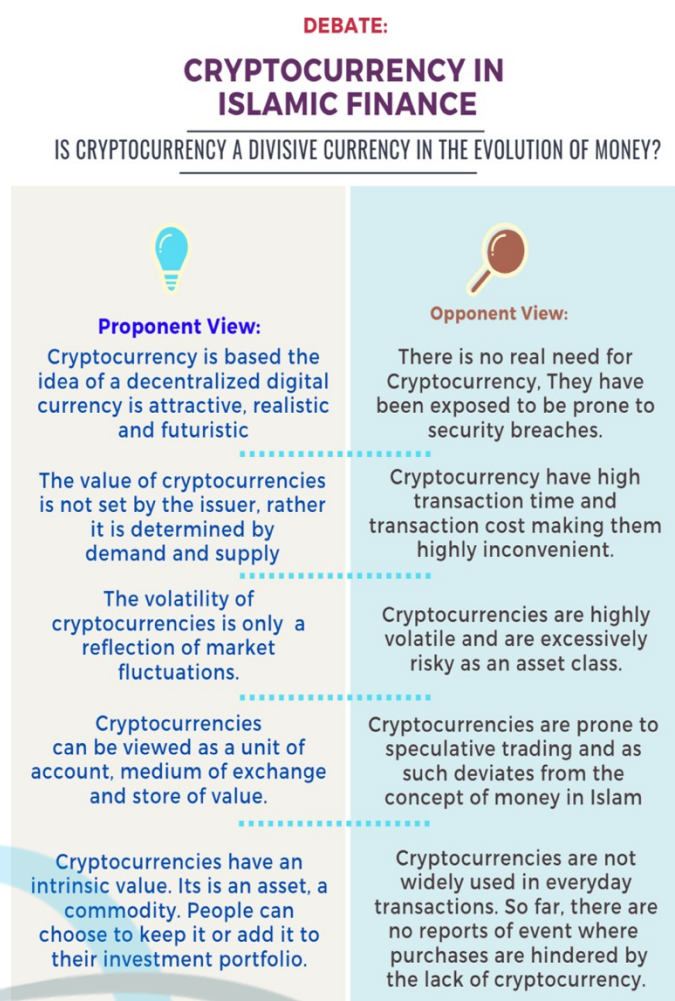 DEBATE:
CRYPTOCURRENCY IN
ISLAMIC FINANCE
IS CRYPTOCURRENCY A DIVISIVE CURRENCY IN THE EVOLUTION OF MONEY?
Proponent View:
Cryptocurrency is based the
idea of a decentralized digital
currency is attractive, realistic
and futuristic
The value of cryptocurrencies
is not set by the issuer, rather
it is determined by
demand and supply
The volatility of
cryptocurrencies is only a
reflection of market
fluctuations.
Cryptocurrencies
can be viewed as a unit of
account, medium of exchange
and store of value.
Cryptocurrencies have an
intrinsic value. Its is an asset, a
commodity. People can
choose to keep it or add it to
their investment portfolio.
Opponent View:
There is no real need for
Cryptocurrency, They have
been exposed to be prone to
security breaches.
Cryptocurrency have high
transaction time and
transaction cost making them
highly inconvenient.
Cryptocurrencies are highly
volatile and are excessively
risky as an asset class.
Cryptocurrencies are prone to
speculative trading and as
such deviates from the
concept of money in Islam
Cryptocurrencies are not
widely used in everyday
transactions. So far, there are
no reports of event where
purchases are hindered by
the lack of cryptocurrency.